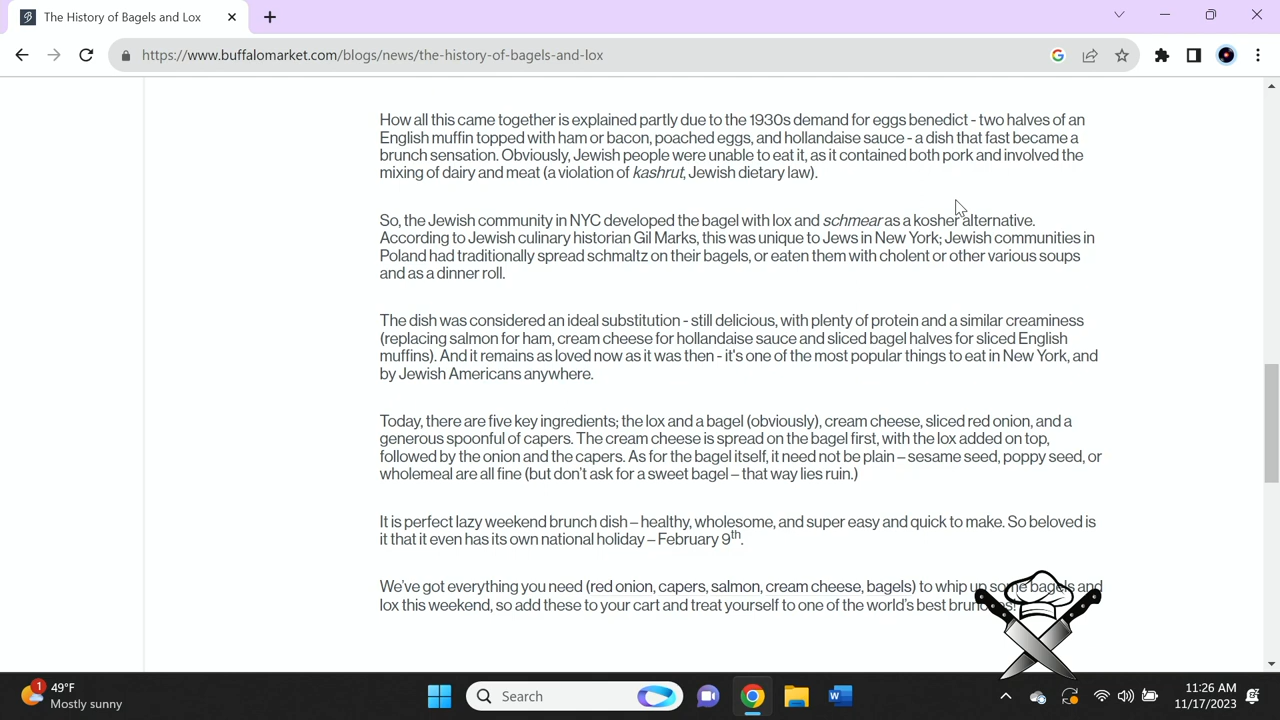 The History of Bagels and Lox
https://www.buffalomarket.com/blogs/news/the-history-of-bagels-and-lox
How all this came together is explained partly due to the 1930s demand for eggs benedict - two halves of an
English muffin topped with ham or bacon, poached eggs, and hollandaise sauce - a dish that fast became a
brunch sensation. Obviously, Jewish people were unable to eat it, as it contained both pork and involved the
mixing of dairy and meat (a violation of kashrut, Jewish dietary law).
So, the Jewish community in NYC developed the bagel with lox and schmear as a kosher alternative.
According to Jewish culinary historian Gil Marks, this was unique to Jews in New York; Jewish communities in
Poland had traditionally spread schmaltz on their bagels, or eaten them with cholent or other various soups
and as a dinner roll.
The dish was considered an ideal substitution - still delicious, with plenty of protein and a similar creaminess
(replacing salmon for ham, cream cheese for hollandaise sauce and sliced bagel halves for sliced English
muffins). And it remains as loved now as it was then - it's one of the most popular things to eat in New York, and
by Jewish Americans anywhere.
Today, there are five key ingredients; the lox and a bagel (obviously), cream cheese, sliced red onion, and a
generous spoonful of capers. The cream cheese is spread on the bagel first, with the lox added on top,
followed by the onion and the capers. As for the bagel itself, it need not be plain – sesame seed, poppy seed, or
wholemeal are all fine (but don't ask for a sweet bagel – that way lies ruin.)
It is perfect lazy weekend brunch dish – healthy, wholesome, and super easy and quick to make. So beloved is
it that it even has its own national holiday – February 9th.
We've got everything you need (red onion, capers, salmon, cream cheese, bagels) to whip up some bagels and
lox this weekend, so add these to your cart and treat yourself to one of the world's best brunches!
1
49°F
Mostly sunny
Search
11:26 AM
11/17/2023